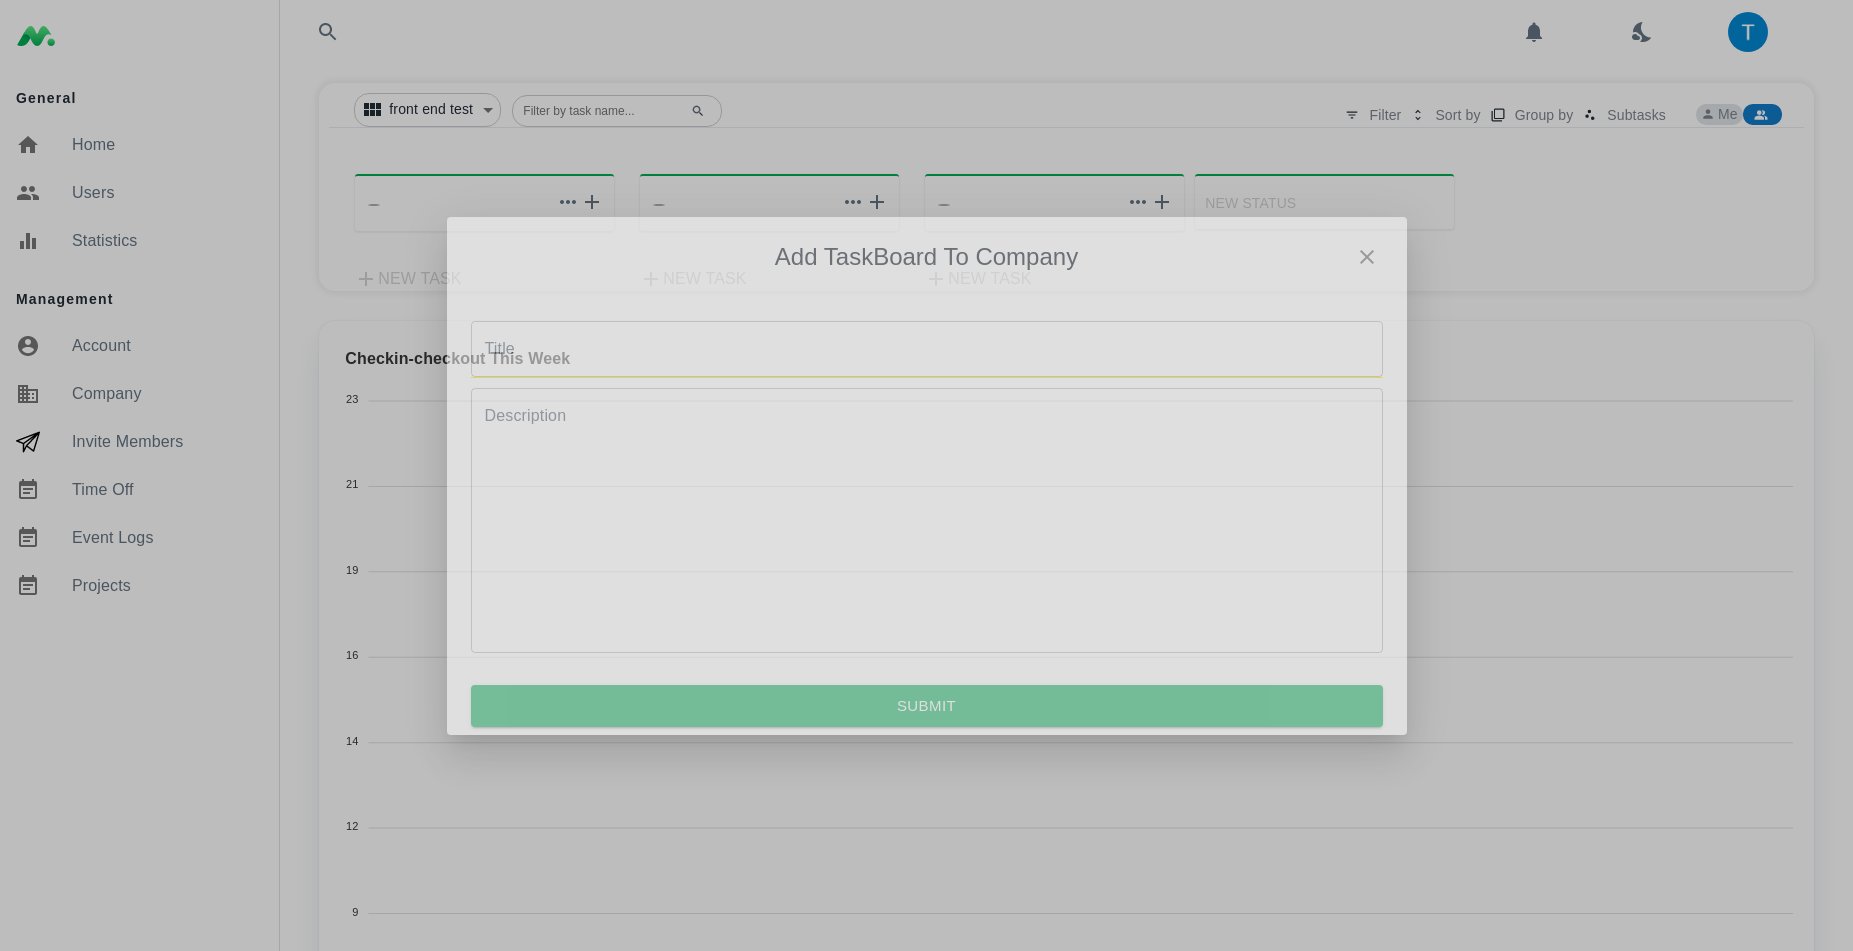 T
General
Home
Users
Statistics
Management
Account
Company
Invite Members
Time Off
Event Logs
Projects
front end test
Filter by task name...
Filter
Sort by
Group by
Subtasks
Me
NEW STATUS
NEW TASK
NEW TASK
NEW TASK
Add TaskBoard To Company
Title
Description
SUBMIT
Checkin-checkout This Week
23
21
19
16
14
12
9